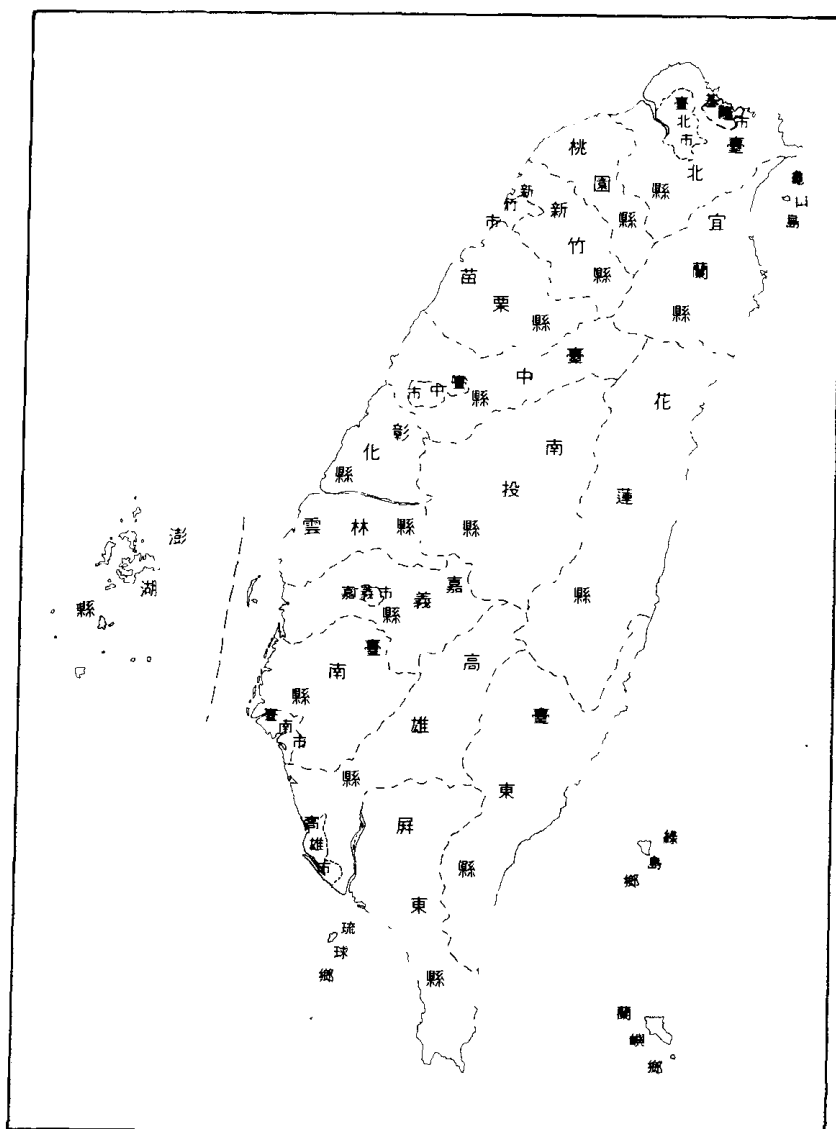 臺北市
基隆市
臺北縣
龜山島
桃園縣
新竹市
新竹縣
宜蘭縣
苗栗縣
臺中縣
臺中市
花蓮縣
彰化縣
南投縣
雲林縣
澎湖縣
嘉義市
嘉義縣
臺南縣
臺南市
高雄縣
臺東縣
高雄市
屏東縣
綠島鄉
琉球鄉
蘭嶼鄉